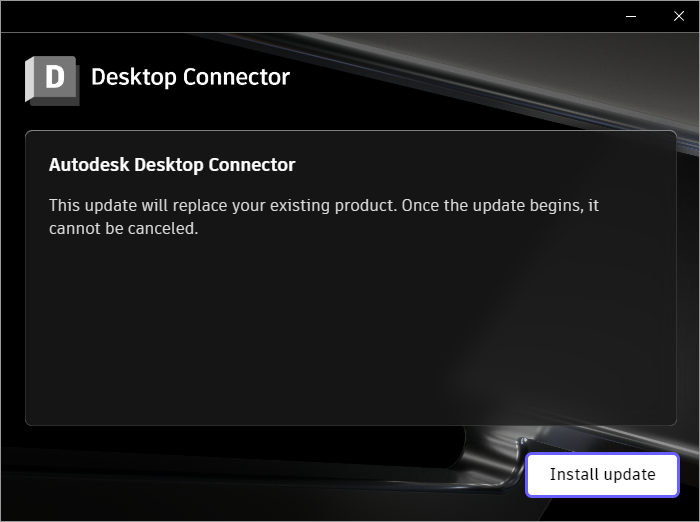 D
Desktop Connector
Autodesk Desktop Connector
This update will replace your existing product. Once the update begins, it
cannot be canceled.
Install update